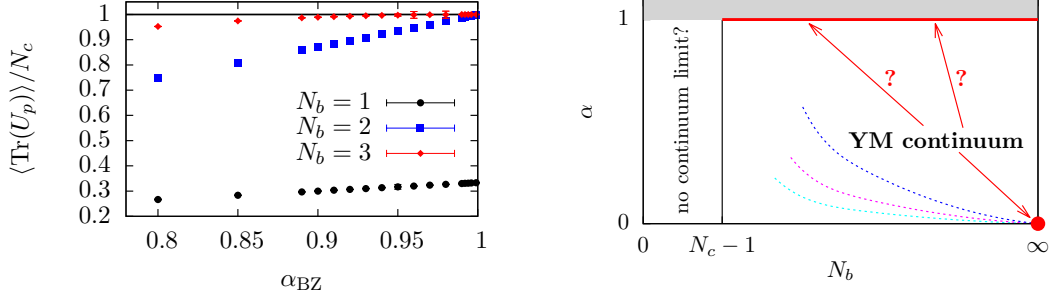 ⟨Tr(U_p)⟩/N_c
1
0.9
0.8
0.7
0.6
0.5
0.4
0.3
0.2
N_b = 1
N_b = 2
N_b = 3
0.8
0.85
0.9
0.95
1
α_BZ
α
1
0
no continuum limit?
?
?
YM continuum
0
N_c − 1
∞
N_b